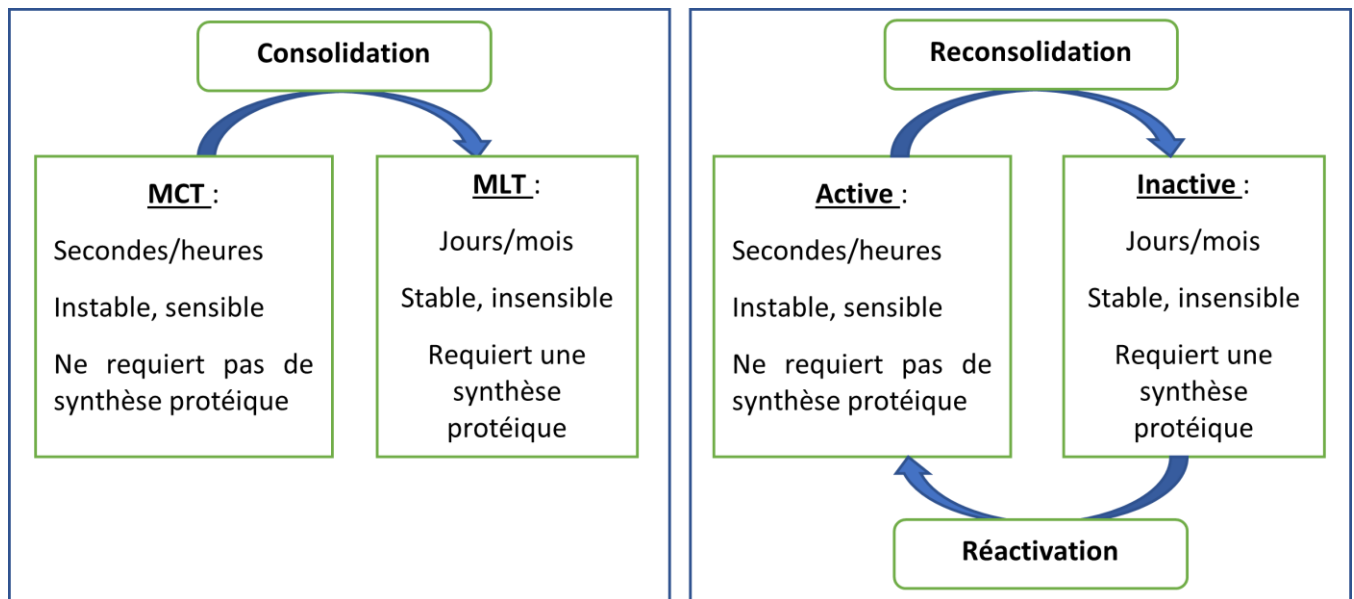 Consolidation
MCT :
Secondes/heures
Instable, sensible
Ne requiert pas de
synthèse protéique
MLT :
Jours/mois
Stable, insensible
Requiert une
synthèse
protéique
Reconsolidation
Active :
Secondes/heures
Instable, sensible
Ne requiert pas de
synthèse protéique
Inactive :
Jours/mois
Stable, insensible
Requiert une
synthèse
protéique
Réactivation